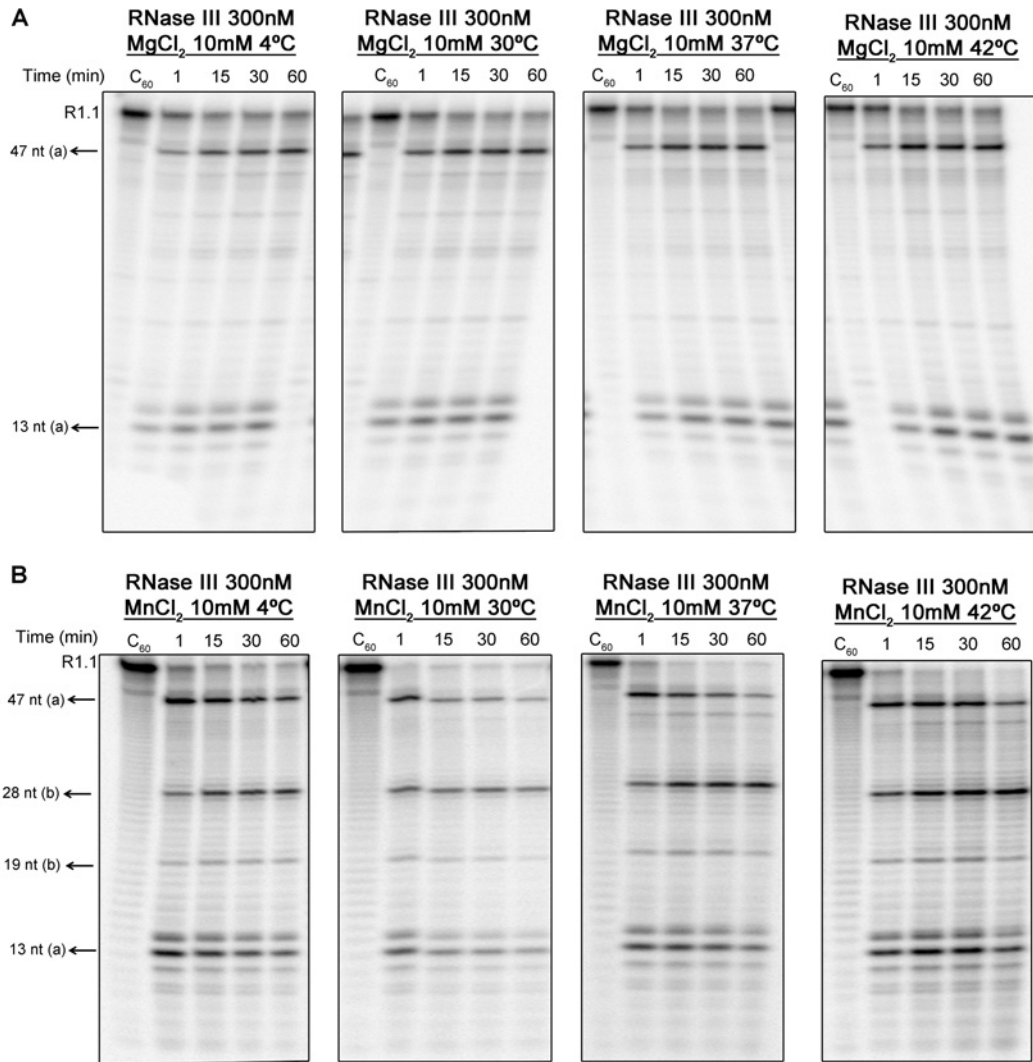 A
RNase III 300nM
MgCl₂ 10mM 4ºC
RNase III 300nM
MgCl₂ 10mM 30ºC
RNase III 300nM
MgCl₂ 10mM 37ºC
RNase III 300nM
MgCl₂ 10mM 42ºC
Time (min) C₆₀ 1 15 30 60
C₆₀ 1 15 30 60
C₆₀ 1 15 30 60
C₆₀ 1 15 30 60
R1.1
47 nt (a)
13 nt (a)
B
RNase III 300nM
MnCl₂ 10mM 4ºC
RNase III 300nM
MnCl₂ 10mM 30ºC
RNase III 300nM
MnCl₂ 10mM 37ºC
RNase III 300nM
MnCl₂ 10mM 42ºC
Time (min) C₆₀ 1 15 30 60
C₆₀ 1 15 30 60
C₆₀ 1 15 30 60
C₆₀ 1 15 30 60
R1.1
47 nt (a)
28 nt (b)
19 nt (b)
13 nt (a)